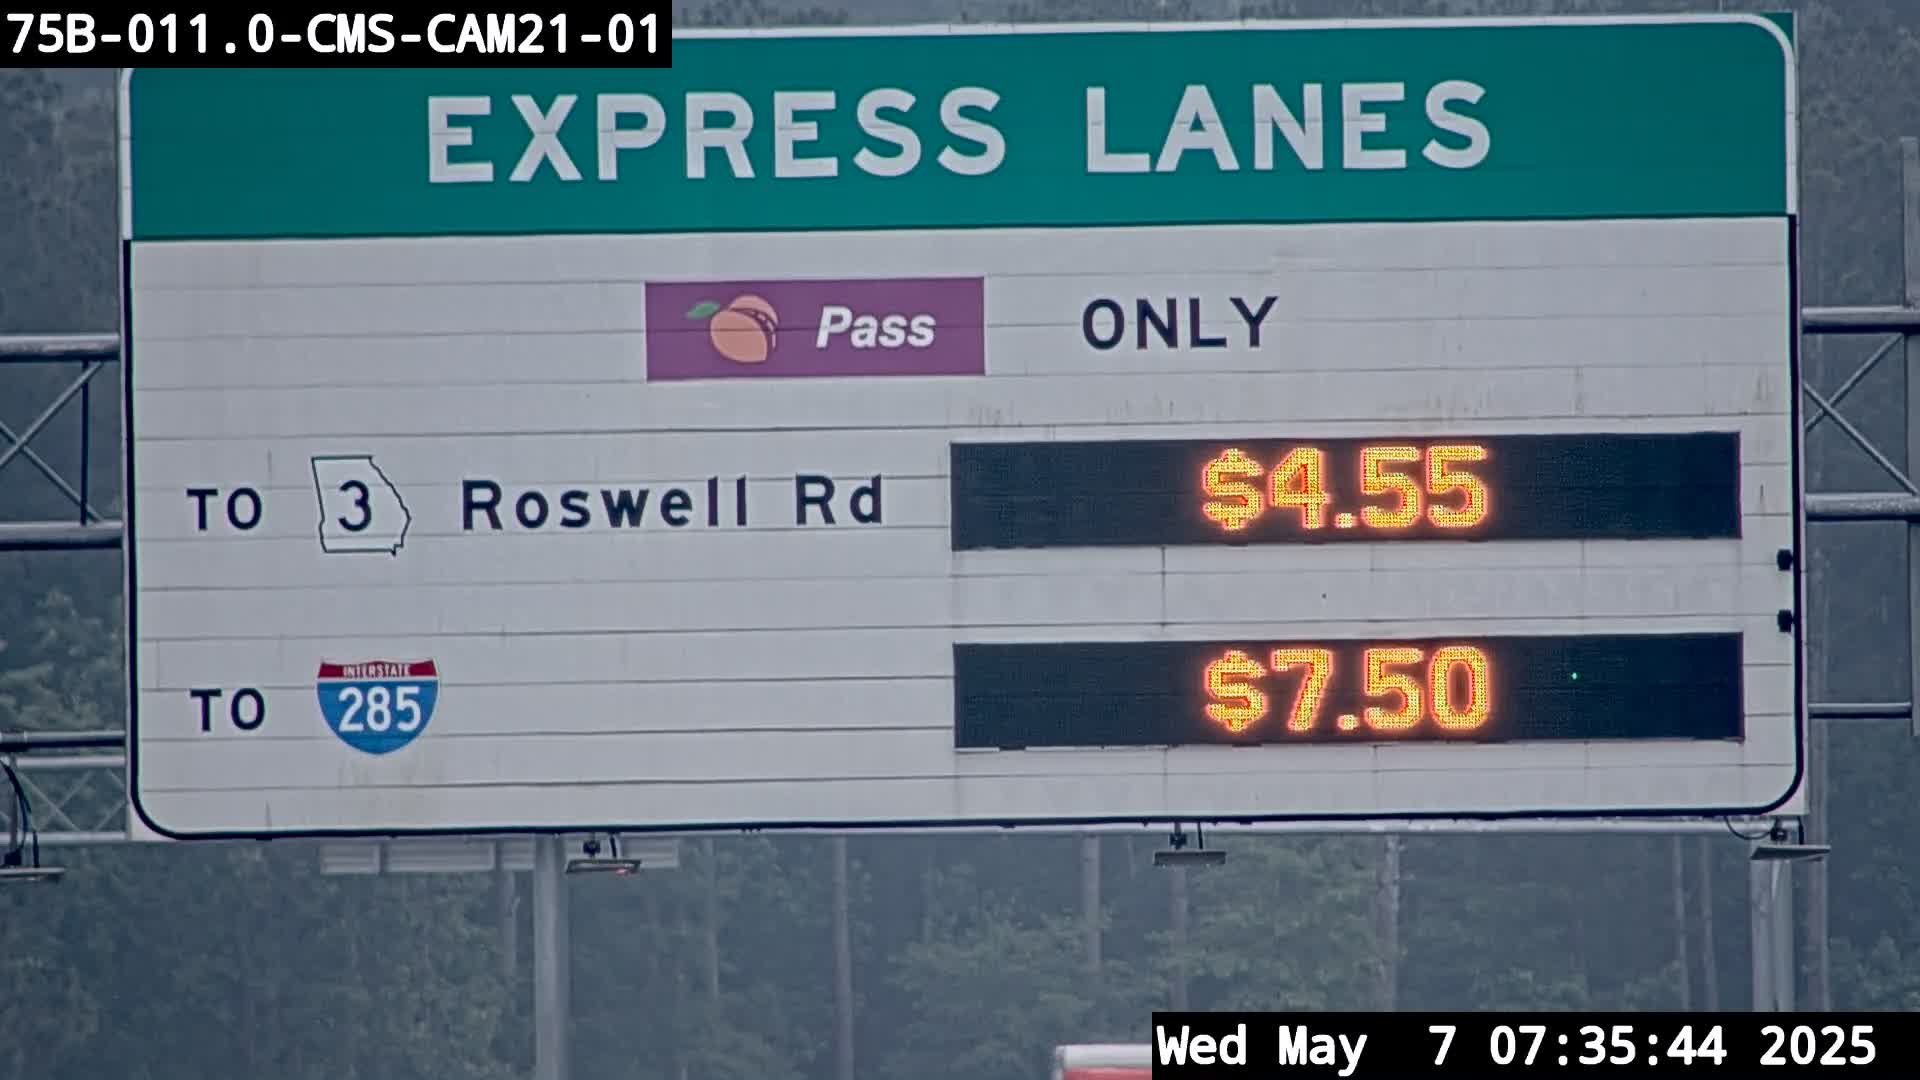 75B-011.0-CMS-CAM21-01
EXPRESS LANES
Pass ONLY
TO 3 Roswell Rd $4.55
INTERSTATE
TO 285 $7.50
Wed May 7 07:35:44 2025